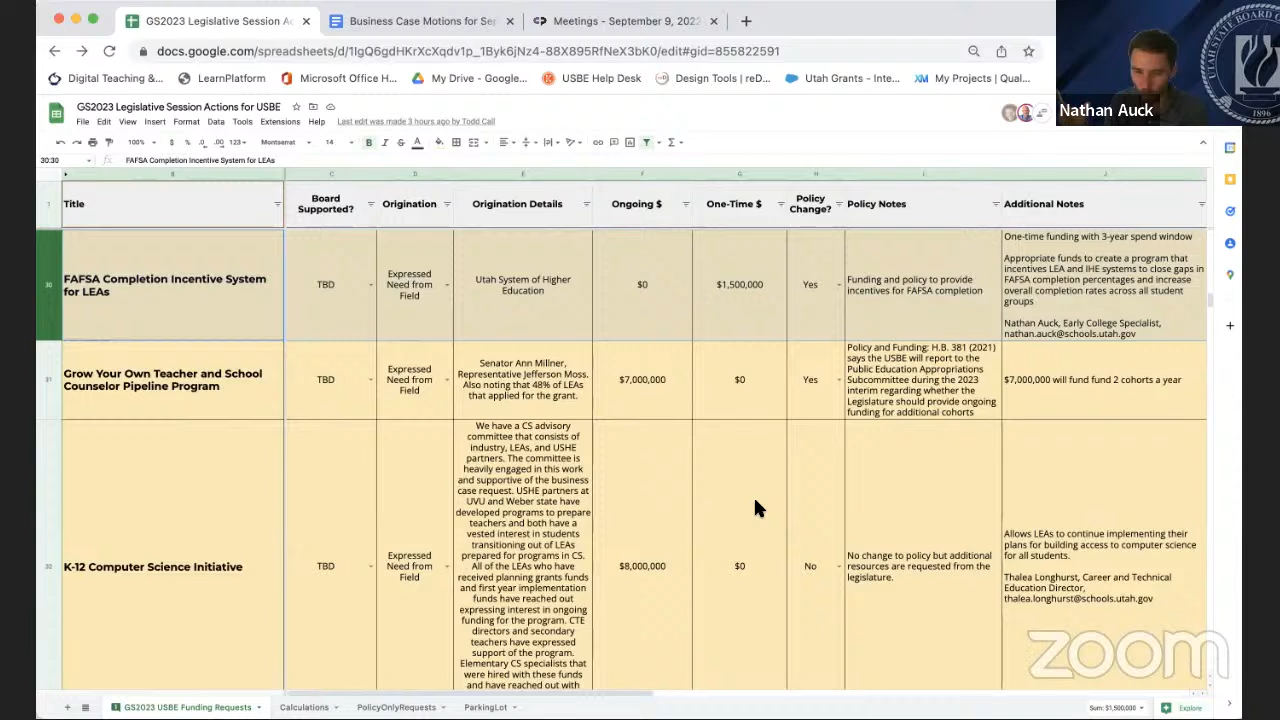 GS2023 Legislative Session Ac
Business Case Motions for Sep
Meetings - September 9, 2022
docs.google.com/spreadsheets/d/1IgQ6gdHKrXcXqdv1p_1Byk6jNz4-88X895RfNeX3bK0/edit#gid=855822591
Digital Teaching &...
LearnPlatform
Microsoft Office H...
My Drive - Google...
USBE Help Desk
Design Tools | reD...
Utah Grants - Inte...
My Projects | Qual...
UTAH STATE BOARD
1896
Nathan Auck
GS2023 Legislative Session Actions for USBE
File Edit View Insert Format Data Tools Extensions Help Last edit was made 3 hours ago by Todd Call
100% $ % .0 .00 123 Montserrat 14 B I S A
30:30 FAFSA Completion Incentive System for LEAs
B C D E F G H I J
1 Title Board Supported? Origination Origination Details Ongoing $ One-Time $ Policy Change? Policy Notes Additional Notes
30
FAFSA Completion Incentive System
for LEAs
TBD
Expressed
Need from
Field
Utah System of Higher
Education
$0
$1,500,000
Yes
Funding and policy to provide
incentives for FAFSA completion
One-time funding with 3-year spend window
Appropriate funds to create a program that
incentives LEA and IHE systems to close gaps in
FAFSA completion percentages and increase
overall completion rates across all student
groups
Nathan Auck, Early College Specialist,
nathan.auck@schools.utah.gov
31
Grow Your Own Teacher and School
Counselor Pipeline Program
TBD
Expressed
Need from
Field
Senator Ann Millner,
Representative Jefferson Moss.
Also noting that 48% of LEAs
that applied for the grant.
$7,000,000
$0
Yes
Policy and Funding: H.B. 381 (2021)
says the USBE will report to the
Public Education Appropriations
Subcommittee during the 2023
interim regarding whether the
Legislature should provide ongoing
funding for additional cohorts
$7,000,000 will fund fund 2 cohorts a year
32
K-12 Computer Science Initiative
TBD
Expressed
Need from
Field
We have a CS advisory
committee that consists of
industry, LEAs, and USHE
partners. The committee is
heavily engaged in this work
and supportive of the business
case request. USHE partners at
UVU and Weber state have
developed programs to prepare
teachers and both have a
vested interest in students
transitioning out of LEAs
prepared for programs in CS.
All of the LEAs who have
received planning grants funds
and first year implementation
funds have reached out
expressing interest in ongoing
funding for the program. CTE
directors and secondary
teachers have expressed
support of the program.
Elementary CS specialists that
were hired with these funds
and have reached out with
$8,000,000
$0
No
No change to policy but additional
resources are requested from the
legislature.
Allows LEAs to continue implementing their
plans for building access to computer science
for all students.
Thalea Longhurst, Career and Technical
Education Director,
thalea.longhurst@schools.utah.gov
zoom
GS2023 USBE Funding Requests
Calculations
PolicyOnlyRequests
ParkingLot
Sum: $1,500,000
Explore